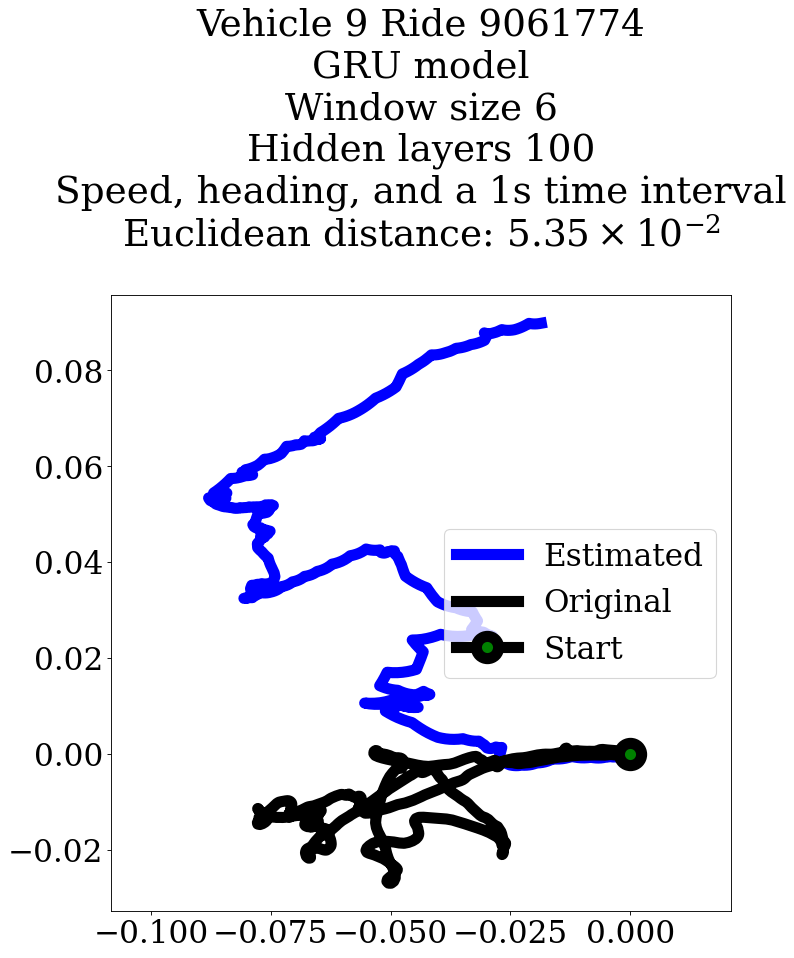 Vehicle 9 Ride 9061774
GRU model
Window size 6
Hidden layers 100
Speed, heading, and a 1s time interval
Euclidean distance: 5.35 × 10⁻²
0.08
0.06
0.04
0.02
0.00
−0.02
Estimated
Original
Start
−0.100 −0.075 −0.050 −0.025 0.000